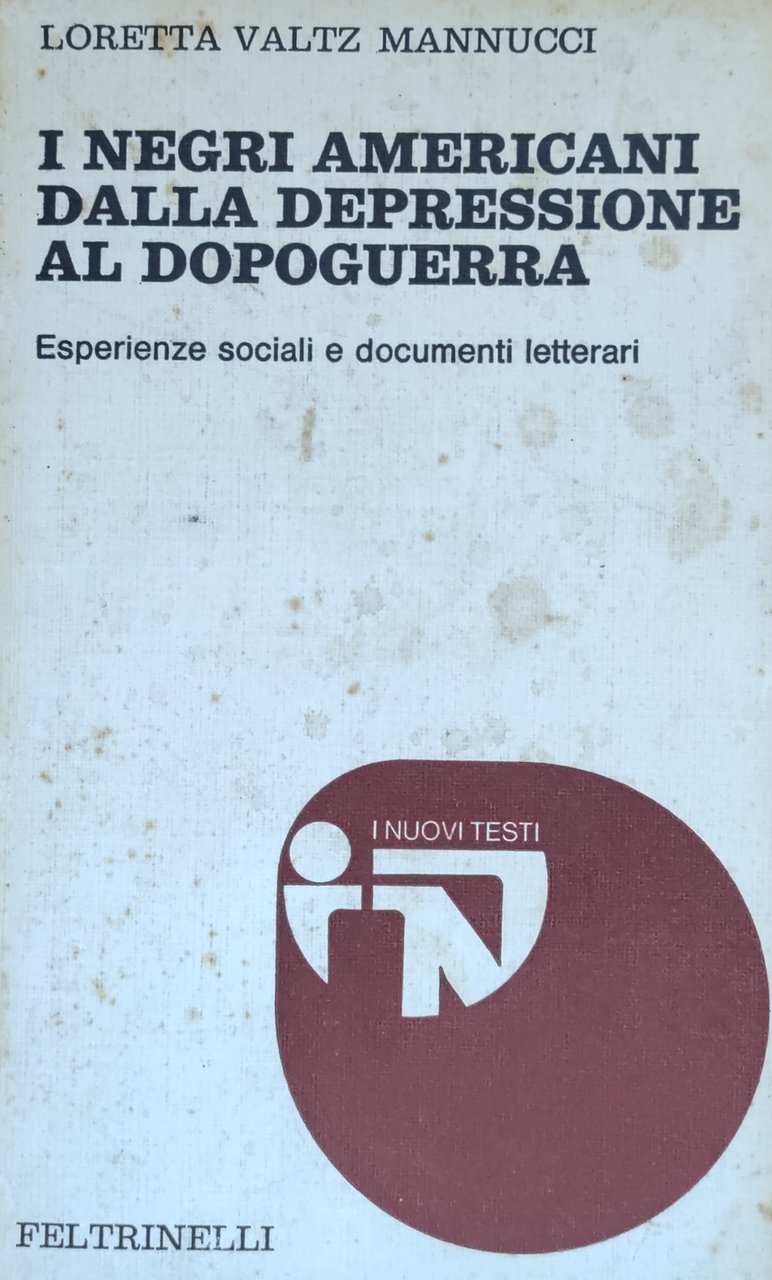 LORETTA VALTZ MANNUCCI
I NEGRI AMERICANI
DALLA DEPRESSIONE
AL DOPOGUERRA
Esperienze sociali e documenti letterari
I NUOVI TESTI
FELTRINELLI